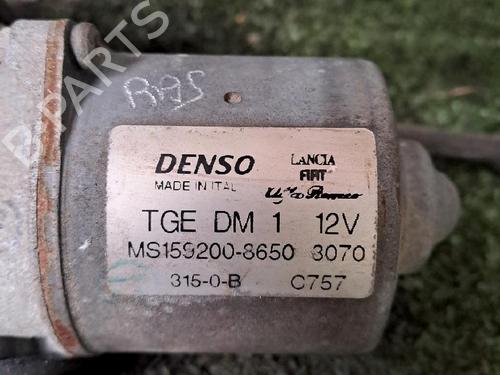 B-PARTS
DENSO
LANCIA
FIAT
MADE IN ITAL
Alfa Romeo
TGE DM 1 12V
MS159200-8650 3070
315-0-B C757